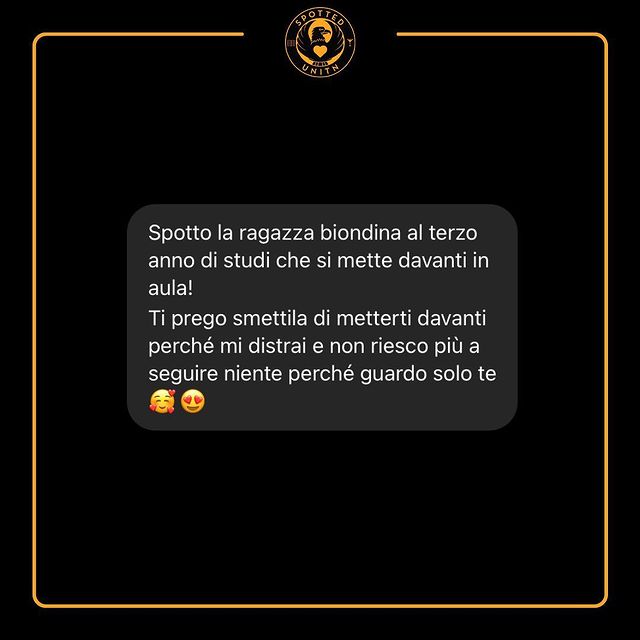 SPOTTED
UNITN
Spotto la ragazza biondina al terzo
anno di studi che si mette davanti in
aula!
Ti prego smettila di metterti davanti
perché mi distrai e non riesco più a
seguire niente perché guardo solo te
🥰 😍